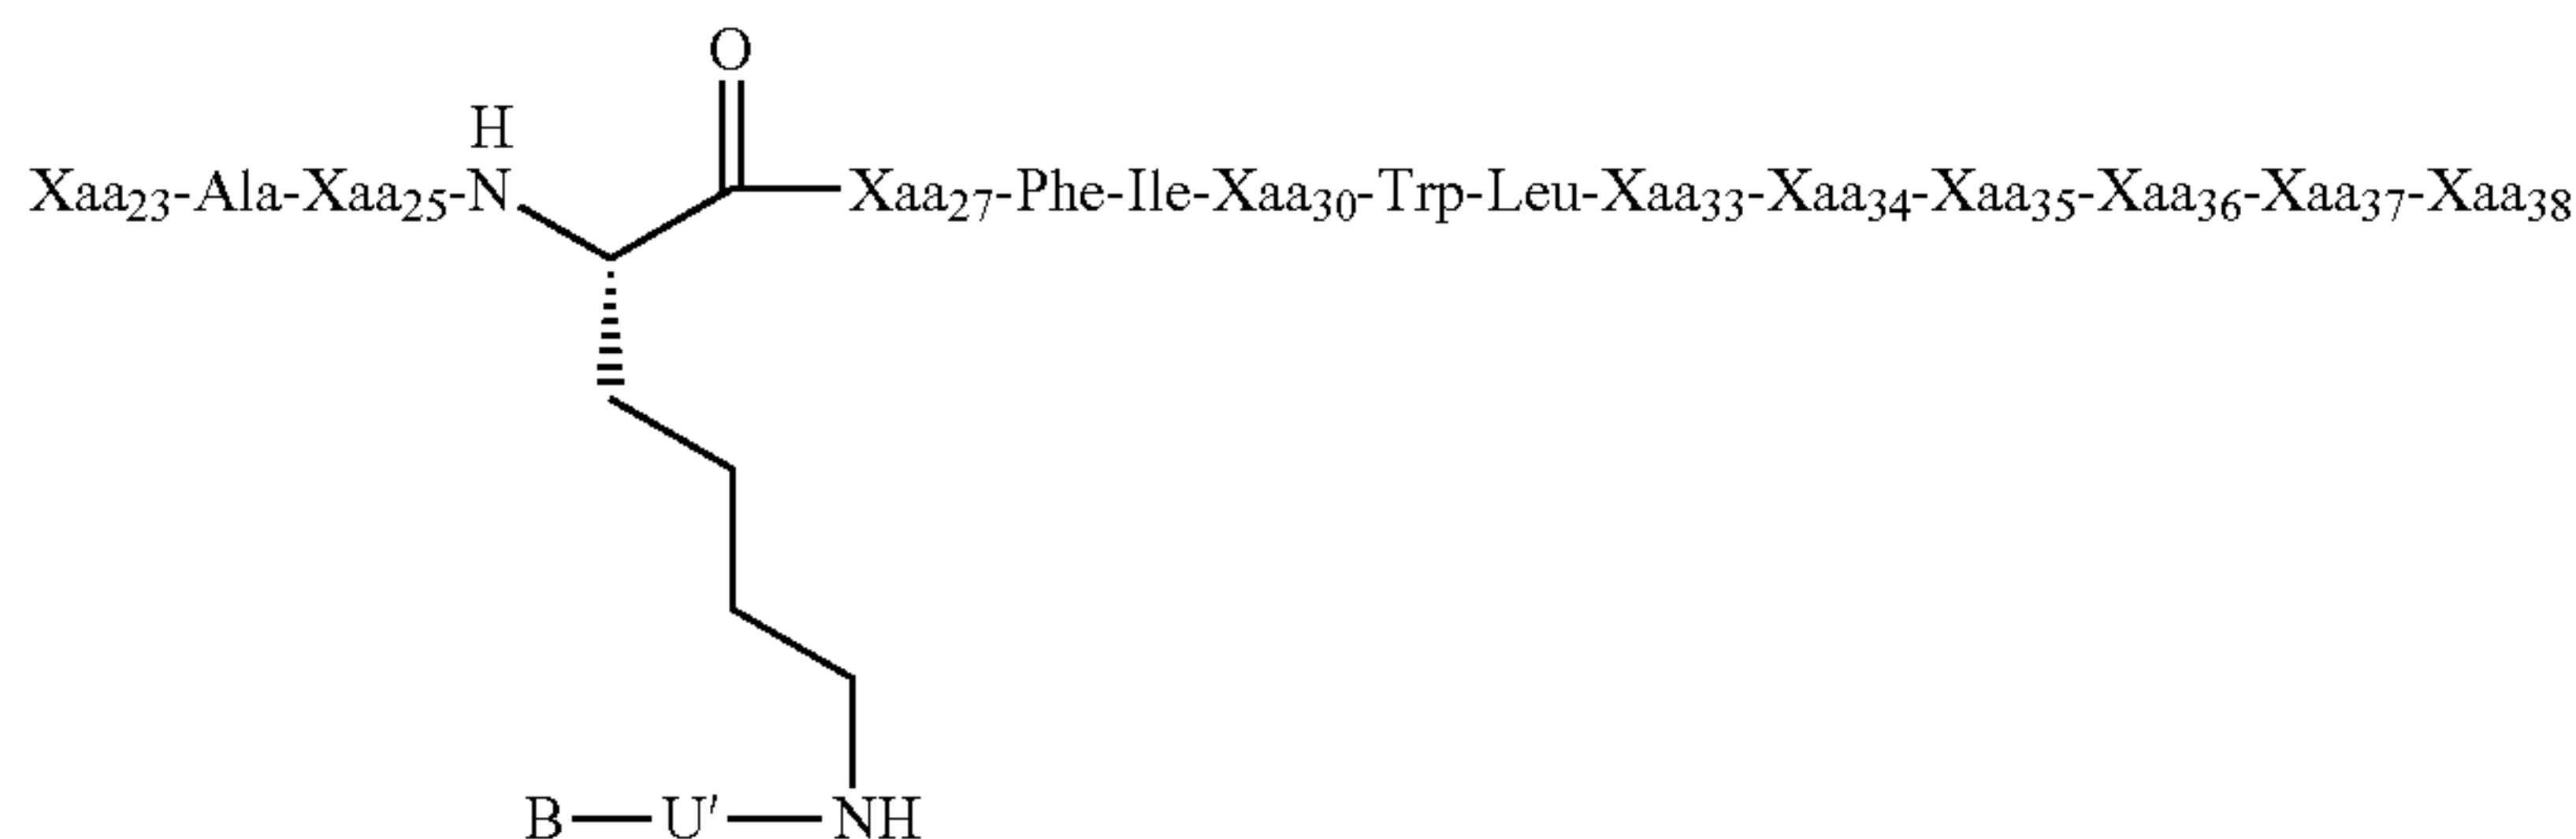 O
H
Xaa₂₃-Ala-Xaa₂₅-N Xaa₂₇-Phe-Ile-Xaa₃₀-Trp-Leu-Xaa₃₃-Xaa₃₄-Xaa₃₅-Xaa₃₆-Xaa₃₇-Xaa₃₈
B—U′—NH